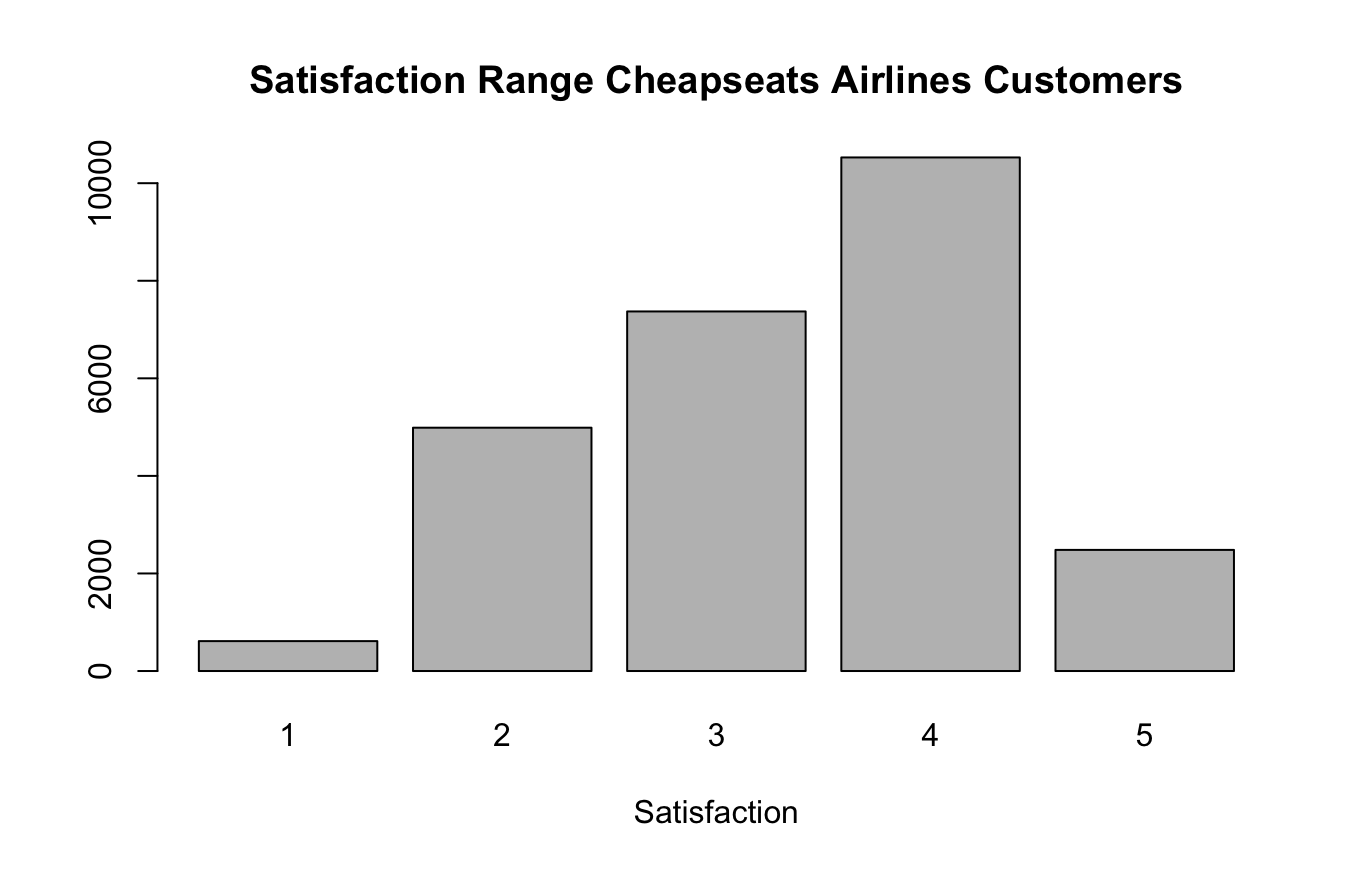 Satisfaction Range Cheapseats Airlines Customers
10000
6000
2000
0
1 2 3 4 5
Satisfaction